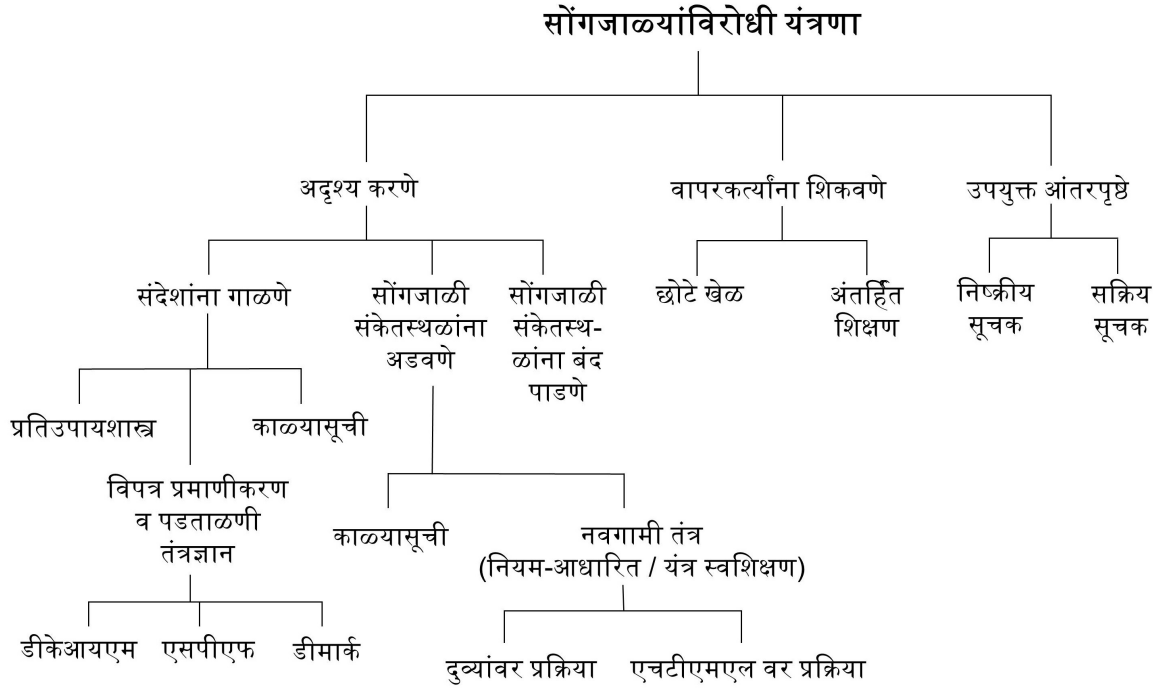 सोंगजाळ्यांविरोधी यंत्रणा
अदृश्य करणे
वापरकर्त्यांना शिकवणे
उपयुक्त आंतरपृष्ठे
संदेशांना गाळणे
सोंगजाळी
संकेतस्थळांना
अडवणे
सोंगजाळी
संकेतस्थ-
ळांना बंद
पाडणे
छोटे खेळ
अंतर्हित
शिक्षण
निष्क्रीय
सूचक
सक्रिय
सूचक
प्रतिउपायशास्त्र
विपत्र प्रमाणीकरण
व पडताळणी
तंत्रज्ञान
काळ्यासूची
काळ्यासूची
नवगामी तंत्र
(नियम-आधारित / यंत्र स्वशिक्षण)
डीकेआयएम
एसपीएफ
डीमार्क
दुव्यांवर प्रक्रिया
एचटीएमएल वर प्रक्रिया